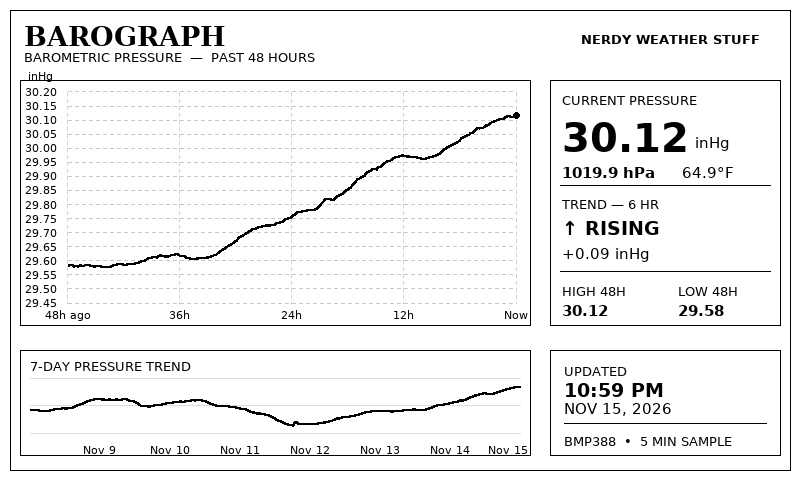 BAROGRAPH
BAROMETRIC PRESSURE — PAST 48 HOURS
NERDY WEATHER STUFF
inHg
30.20
30.15
30.10
30.05
30.00
29.95
29.90
29.85
29.80
29.75
29.70
29.65
29.60
29.55
29.50
29.45
48h ago 36h 24h 12h Now
CURRENT PRESSURE
30.12 inHg
1019.9 hPa 64.9°F
TREND — 6 HR
↑ RISING
+0.09 inHg
HIGH 48H LOW 48H
30.12 29.58
7-DAY PRESSURE TREND
Nov 9 Nov 10 Nov 11 Nov 12 Nov 13 Nov 14 Nov 15
UPDATED
10:59 PM
NOV 15, 2026
BMP388 • 5 MIN SAMPLE